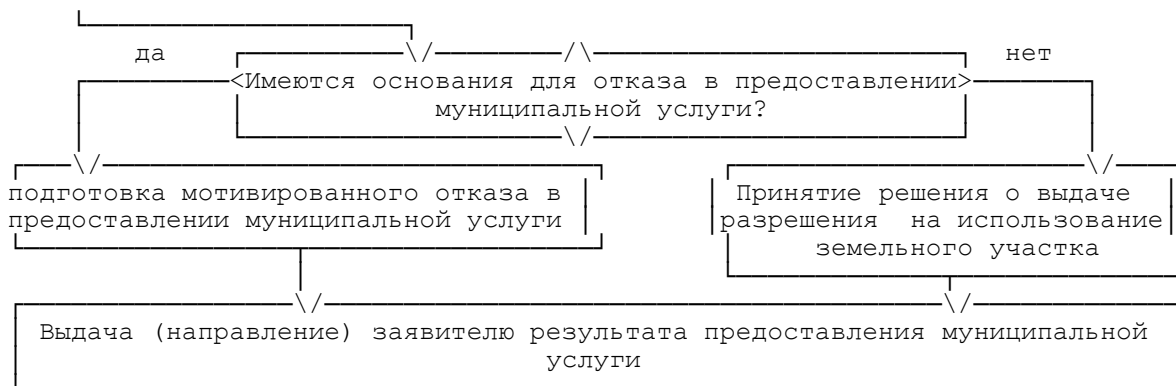 да нет
<Имеются основания для отказа в предоставлении>
муниципальной услуги?
подготовка мотивированного отказа в
предоставлении муниципальной услуги
Принятие решения о выдаче
разрешения на использование
земельного участка
Выдача (направление) заявителю результата предоставления муниципальной
услуги